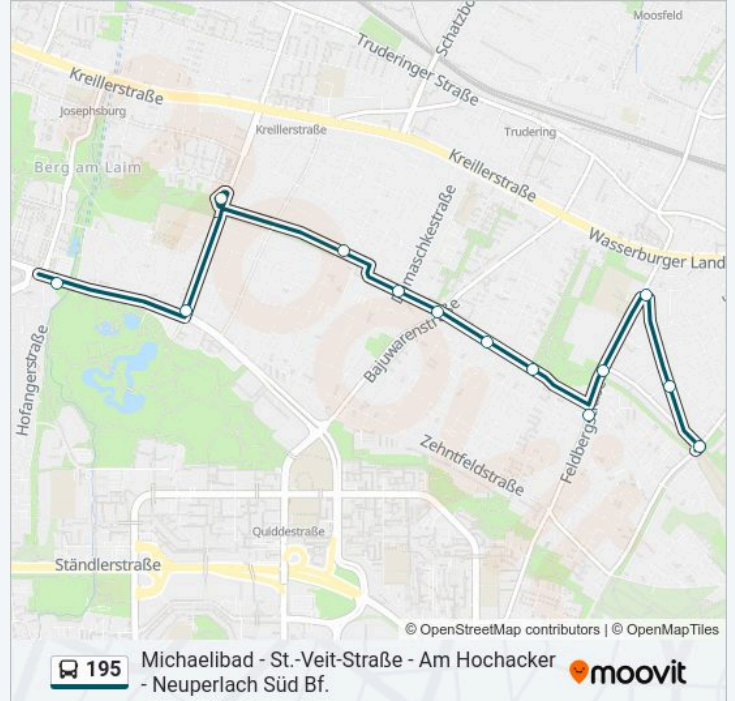 Moosfeld
Schatzbo
Truderinger Straße
Kreillerstraße
Josephsburg
Kreillerstraße
Trudering
Berg am Laim
Kreillerstraße
maschkestraße
Wasserburger Land
Bajuwarenstraße
Hofangerstraße
Feldbergs
Zehntfeldstraße
Quiddestraße
Ständlerstraße
© OpenStreetMap contributors | © OpenMapTiles
195
Michaelibad - St.-Veit-Straße - Am Hochacker
- Neuperlach Süd Bf.
moovit